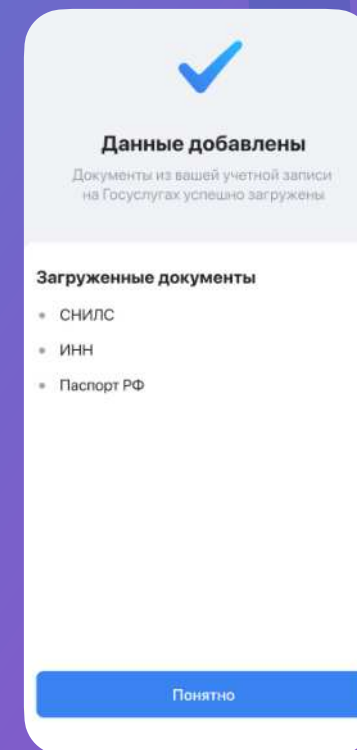 Данные добавлены
Документы из вашей учетной записи
на Госуслугах успешно загружены
Загруженные документы
СНИЛС
ИНН
Паспорт РФ
Понятно